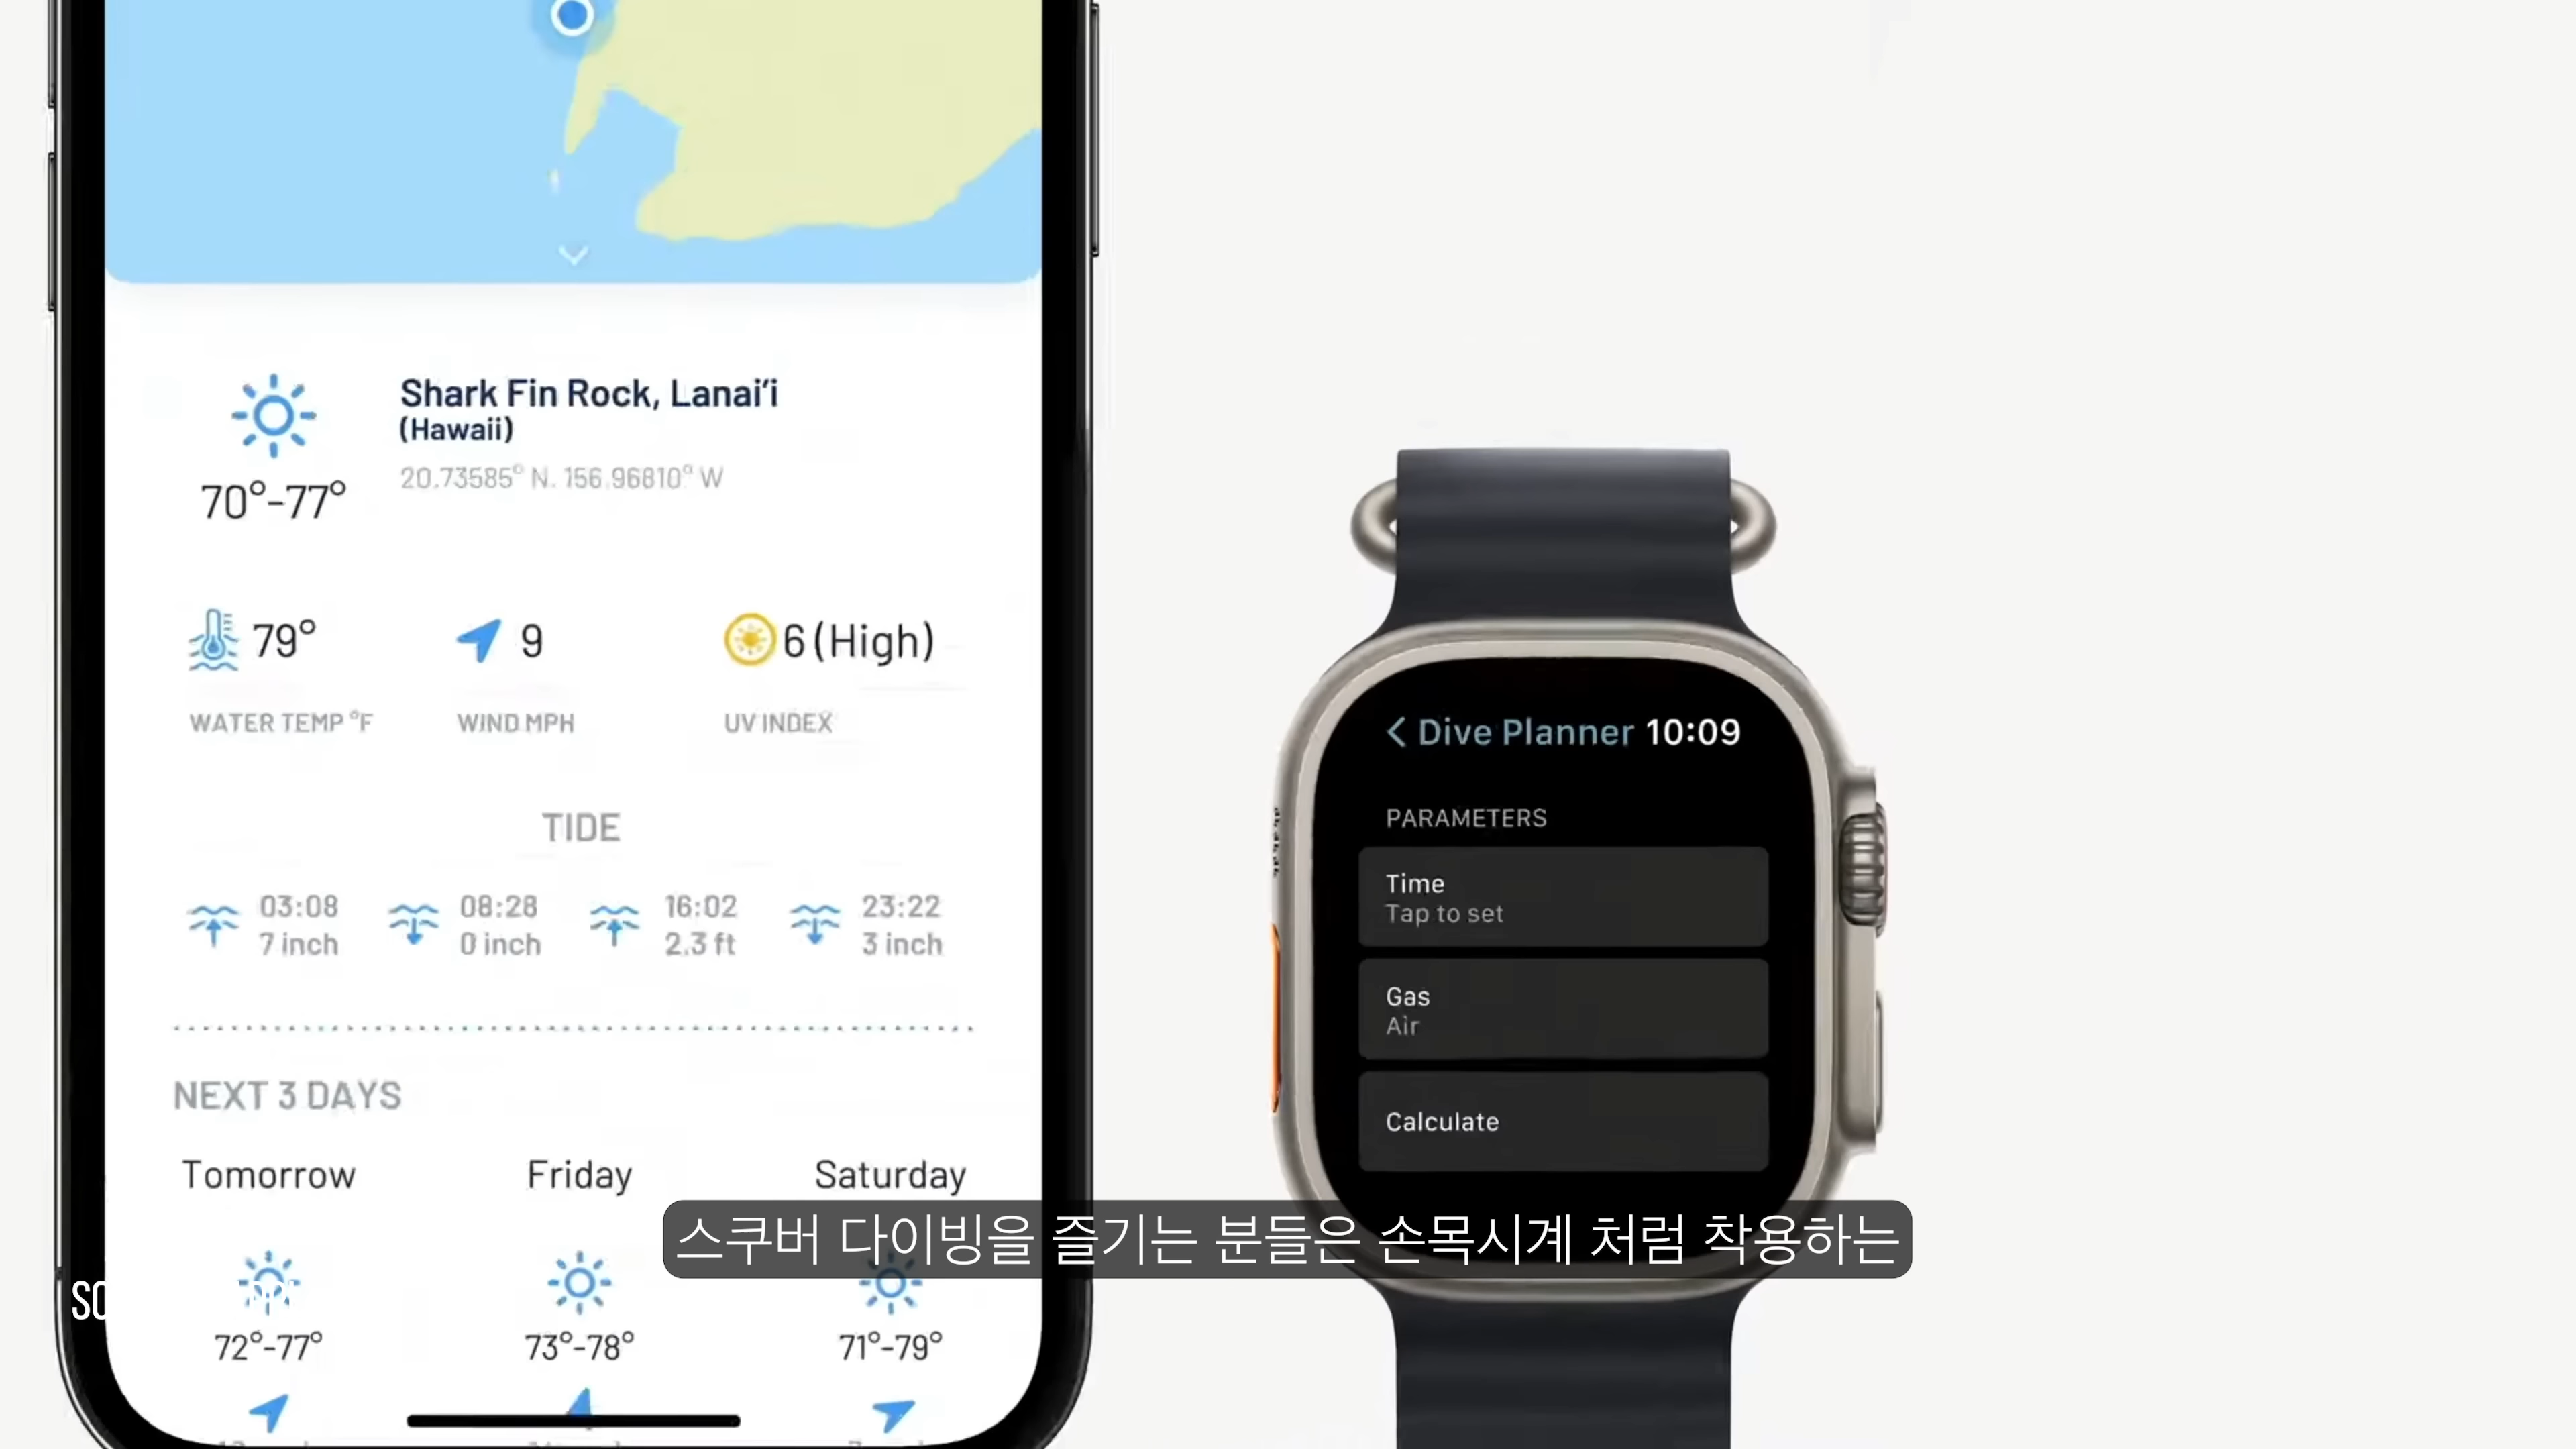 Shark Fin Rock, Lanai'i
(Hawaii)
20.73585° N. 156.96810° W
70°-77°
79°
9
6 (High)
WATER TEMP °F
WIND MPH
UV INDEX
TIDE
03:08
7 inch
08:28
0 inch
16:02
2.3 ft
23:22
3 inch
NEXT 3 DAYS
Tomorrow
Friday
Saturday
72°-77°
73°-78°
71°-79°
Dive Planner 10:09
PARAMETERS
Time
Tap to set
Gas
Air
Calculate
스쿠버 다이빙을 즐기는 분들은 손목시계 처럼 착용하는